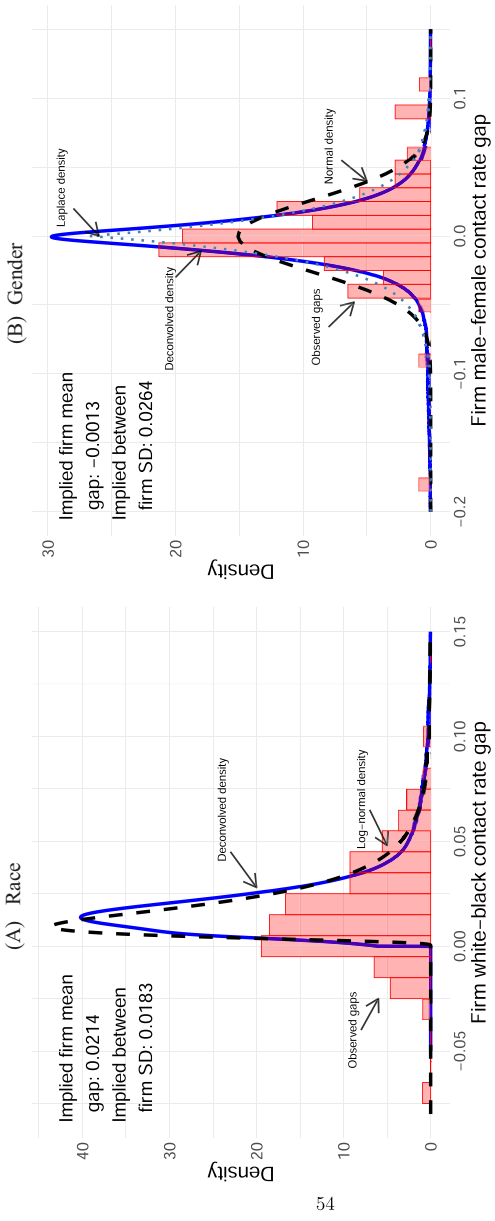 (A) Race
Implied firm mean
gap: 0.0214
Implied between
firm SD: 0.0183
Deconvolved density
Log−normal density
Observed gaps
Density
0
10
20
30
40
−0.05
0.00
0.05
0.10
0.15
Firm white−black contact rate gap
(B) Gender
Implied firm mean
gap: −0.0013
Implied between
firm SD: 0.0264
Laplace density
Deconvolved density
Normal density
Observed gaps
Density
0
10
20
30
−0.2
−0.1
0.0
0.1
Firm male−female contact rate gap
54